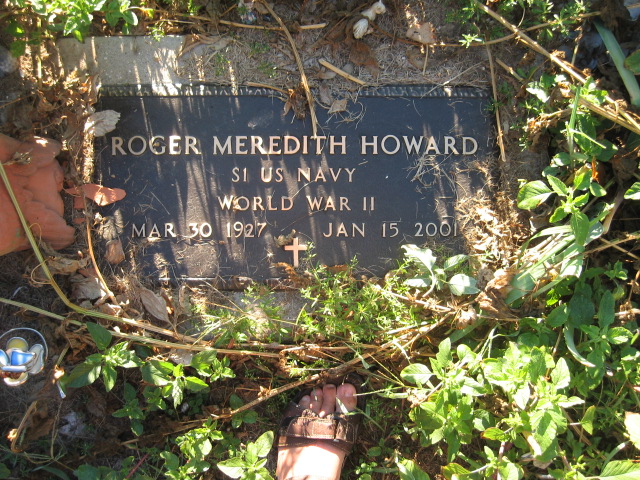 ROGER MEREDITH HOWARD
S1 US NAVY
WORLD WAR II
MAR 30 1927 JAN 15 2001